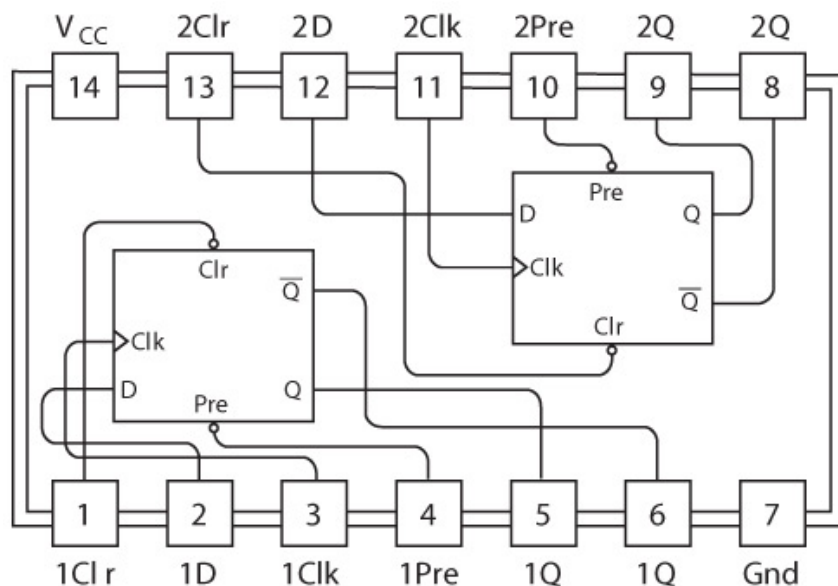 VCC 2Clr 2D 2Clk 2Pre 2Q 2Q
14 13 12 11 10 9 8
Pre
D Q
Clk
Q̅
Clr
Clr
Q̅
Clk
D Q
Pre
1 2 3 4 5 6 7
1Cl r 1D 1Clk 1Pre 1Q 1Q Gnd